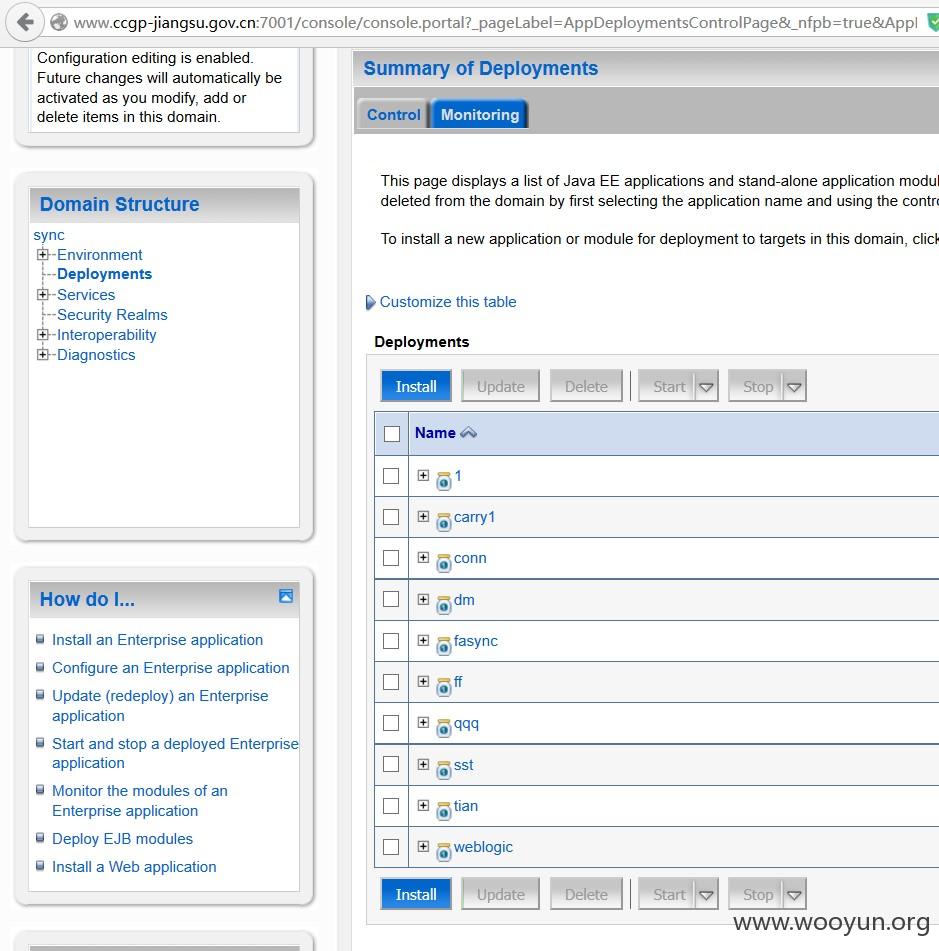 www.ccgp-jiangsu.gov.cn:7001/console/console.portal?_pageLabel=AppDeploymentsControlPage&_nfpb=true&Appl
Configuration editing is enabled.
Future changes will automatically be
activated as you modify, add or
delete items in this domain.
Domain Structure
sync
Environment
Deployments
Services
Security Realms
Interoperability
Diagnostics
How do I...
Install an Enterprise application
Configure an Enterprise application
Update (redeploy) an Enterprise
application
Start and stop a deployed Enterprise
application
Monitor the modules of an
Enterprise application
Deploy EJB modules
Install a Web application
Summary of Deployments
Control Monitoring
This page displays a list of Java EE applications and stand-alone application modul
deleted from the domain by first selecting the application name and using the contro
To install a new application or module for deployment to targets in this domain, click
Customize this table
Deployments
Install Update Delete Start Stop
Name
1
carry1
conn
dm
fasync
ff
qqq
sst
tian
weblogic
Install Update Delete Start Stop
www.wooyun.org